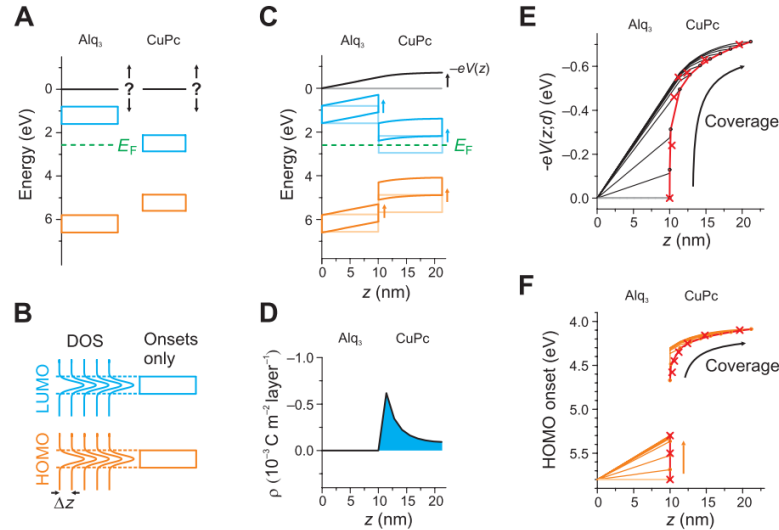 A
Alq₃
CuPc
?
?
Energy (eV)
0
2
4
6
E_F
B
DOS
Onsets
only
LUMO
HOMO
Δz
C
Alq₃
CuPc
−eV(z)
Energy (eV)
0
2
4
6
E_F
0
5
10
15
20
z (nm)
D
Alq₃
CuPc
ρ (10⁻³ C m⁻² layer⁻¹)
−1.0
−0.5
0.0
0
5
10
15
20
z (nm)
E
Alq₃
CuPc
-eV(z;d) (eV)
−0.6
−0.4
−0.2
0.0
Coverage
0
5
10
15
20
z (nm)
F
Alq₃
CuPc
HOMO onset (eV)
4.0
4.5
5.0
5.5
Coverage
0
5
10
15
20
z (nm)